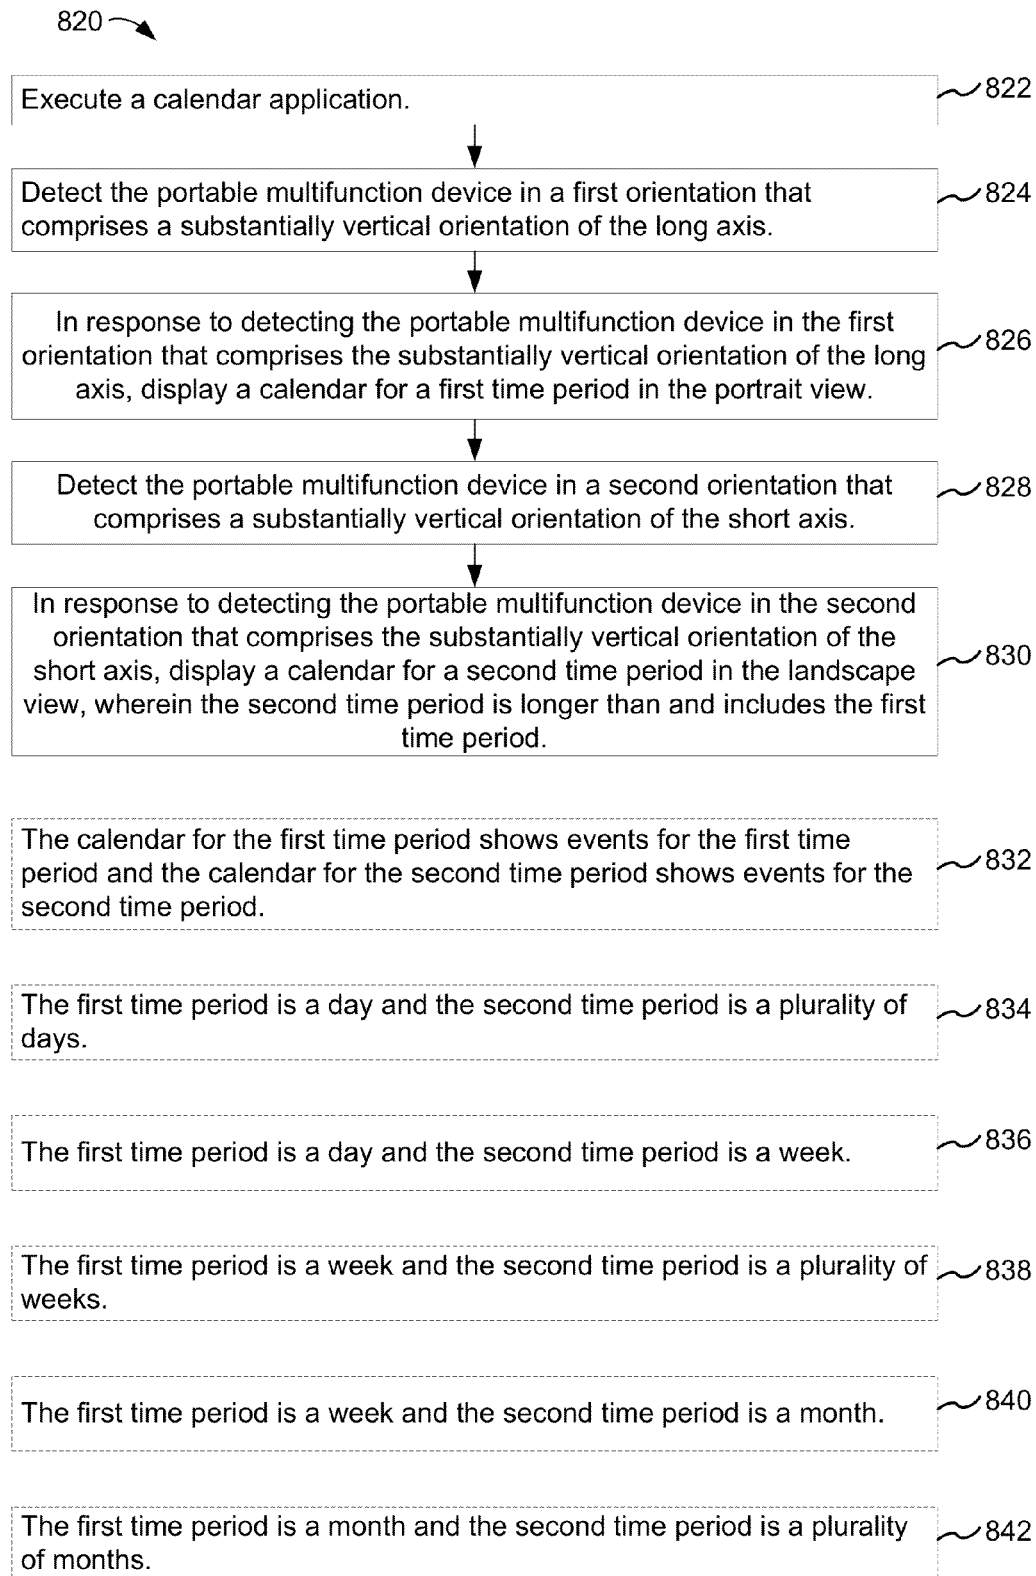 820
Execute a calendar application.
822
Detect the portable multifunction device in a first orientation that
comprises a substantially vertical orientation of the long axis.
824
In response to detecting the portable multifunction device in the first
orientation that comprises the substantially vertical orientation of the long
axis, display a calendar for a first time period in the portrait view.
826
Detect the portable multifunction device in a second orientation that
comprises a substantially vertical orientation of the short axis.
828
In response to detecting the portable multifunction device in the second
orientation that comprises the substantially vertical orientation of the
short axis, display a calendar for a second time period in the landscape
view, wherein the second time period is longer than and includes the first
time period.
830
The calendar for the first time period shows events for the first time
period and the calendar for the second time period shows events for the
second time period.
832
The first time period is a day and the second time period is a plurality of
days.
834
The first time period is a day and the second time period is a week.
836
The first time period is a week and the second time period is a plurality of
weeks.
838
The first time period is a week and the second time period is a month.
840
The first time period is a month and the second time period is a plurality
of months.
842